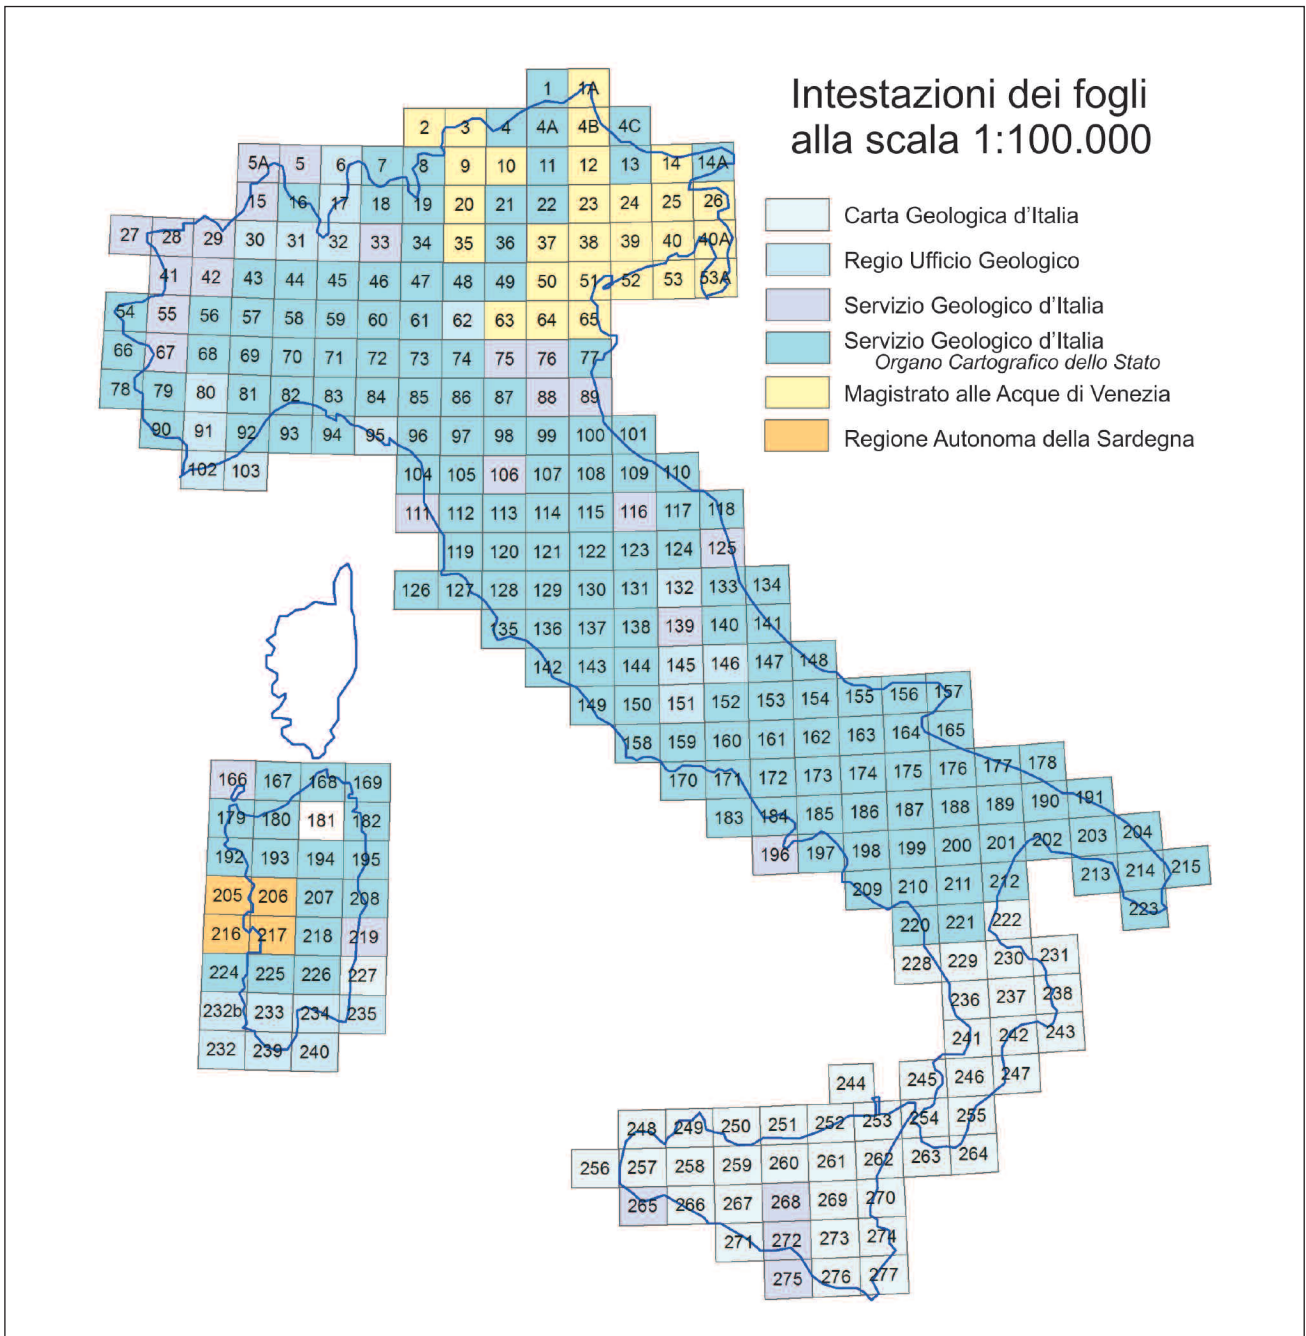 Intestazioni dei fogli
alla scala 1:100.000
Carta Geologica d'Italia
Regio Ufficio Geologico
Servizio Geologico d'Italia
Servizio Geologico d'Italia
Organo Cartografico dello Stato
Magistrato alle Acque di Venezia
Regione Autonoma della Sardegna
1 1A
2 3 4 4A 4B 4C
5A 5 6 7 8 9 10 11 12 13 14 14A
15 16 17 18 19 20 21 22 23 24 25 26
27 28 29 30 31 32 33 34 35 36 37 38 39 40 40A
41 42 43 44 45 46 47 48 49 50 51 52 53 53A
54 55 56 57 58 59 60 61 62 63 64 65
66 67 68 69 70 71 72 73 74 75 76 77
78 79 80 81 82 83 84 85 86 87 88 89
90 91 92 93 94 95 96 97 98 99 100 101
102 103 104 105 106 107 108 109 110
111 112 113 114 115 116 117 118
119 120 121 122 123 124 125
126 127 128 129 130 131 132 133 134
135 136 137 138 139 140 141
142 143 144 145 146 147 148
149 150 151 152 153 154 155 156 157
158 159 160 161 162 163 164 165
166 167 168 169
170 171 172 173 174 175 176 177 178
179 180 181 182
183 184 185 186 187 188 189 190 191
192 193 194 195
196 197 198 199 200 201 202 203 204
205 206 207 208
209 210 211 212 213 214 215
216 217 218 219
220 221 222 223
224 225 226 227
228 229 230 231
232b 233 234 235
236 237 238
232 239 240
241 242 243
244 245 246 247
248 249 250 251 252 253 254 255
256 257 258 259 260 261 262 263 264
265 266 267 268 269 270
271 272 273 274
275 276 277